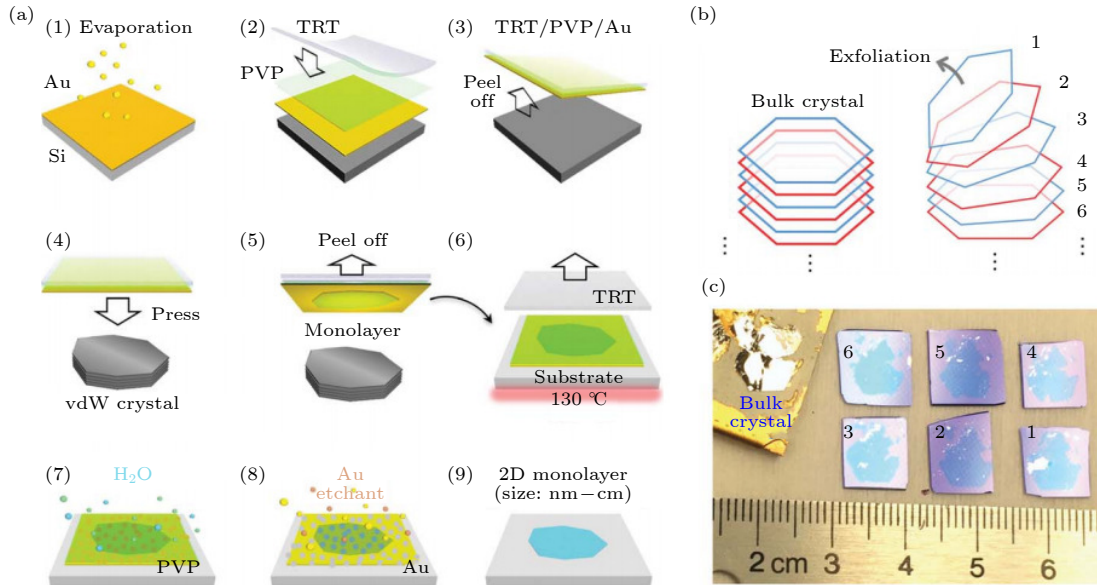 (a)
(1) Evaporation
Au
Si
(2)
TRT
PVP
(3)
TRT/PVP/Au
Peel
off
(4)
Press
vdW crystal
(5)
Peel off
Monolayer
(6)
TRT
Substrate
130 ℃
(7)
H₂O
PVP
(8)
Au
etchant
Au
(9)
2D monolayer
(size: nm−cm)
(b)
Bulk crystal
Exfoliation
1
2
3
4
5
6
⋮
⋮
⋮
⋮
(c)
Bulk
crystal
6
5
4
3
2
1
2 cm 3 4 5 6